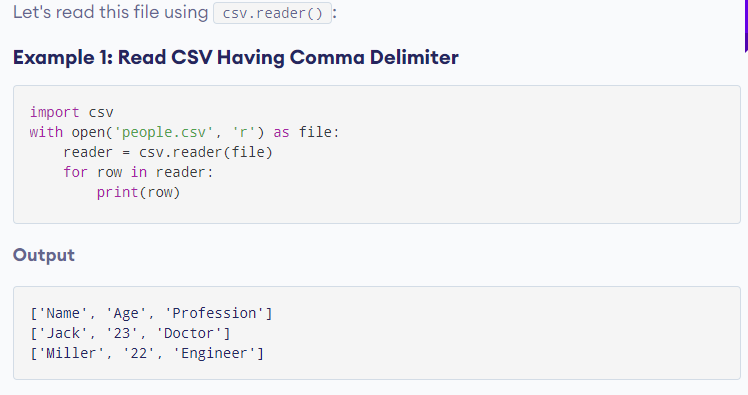 Let's read this file using csv.reader() :
Example 1: Read CSV Having Comma Delimiter
import csv
with open('people.csv', 'r') as file:
    reader = csv.reader(file)
    for row in reader:
        print(row)
Output
['Name', 'Age', 'Profession']
['Jack', '23', 'Doctor']
['Miller', '22', 'Engineer']